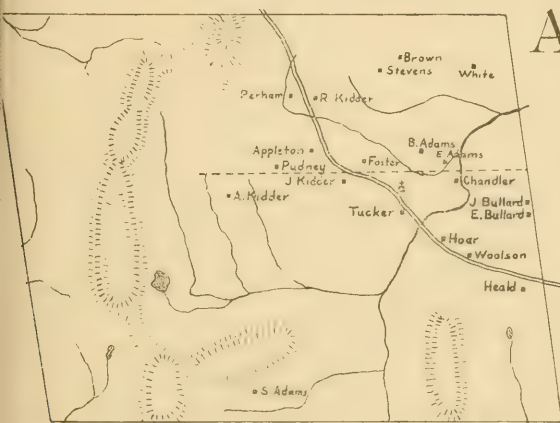 A
Brown
Stevens
White
Perham
R Kidder
Appleton
B. Adams
E Adams
Pudney
Foster
J Kidder
Chandler
A. Kidder
J Bullard
E. Bullard
Tucker
Hoar
Woolson
Heald
S Adams